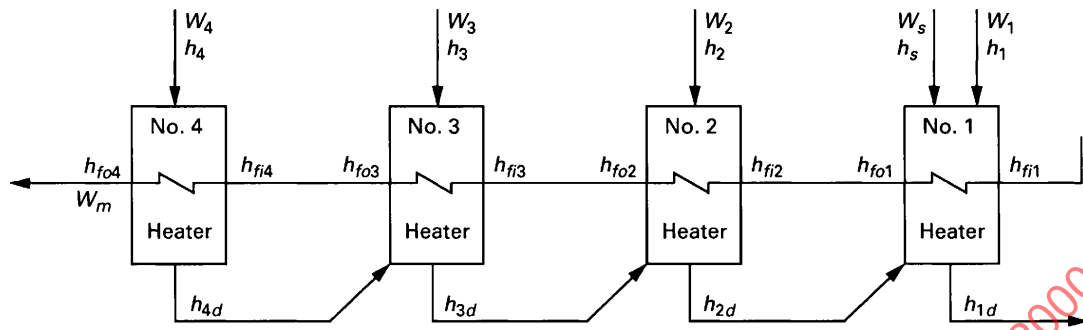 W4
h4
W3
h3
W2
h2
Ws
hs
W1
h1
No. 4
No. 3
No. 2
No. 1
hfo4
hfi4
hfo3
hfi3
hfo2
hfi2
hfo1
hfi1
Wm
Heater
Heater
Heater
Heater
h4d
h3d
h2d
h1d